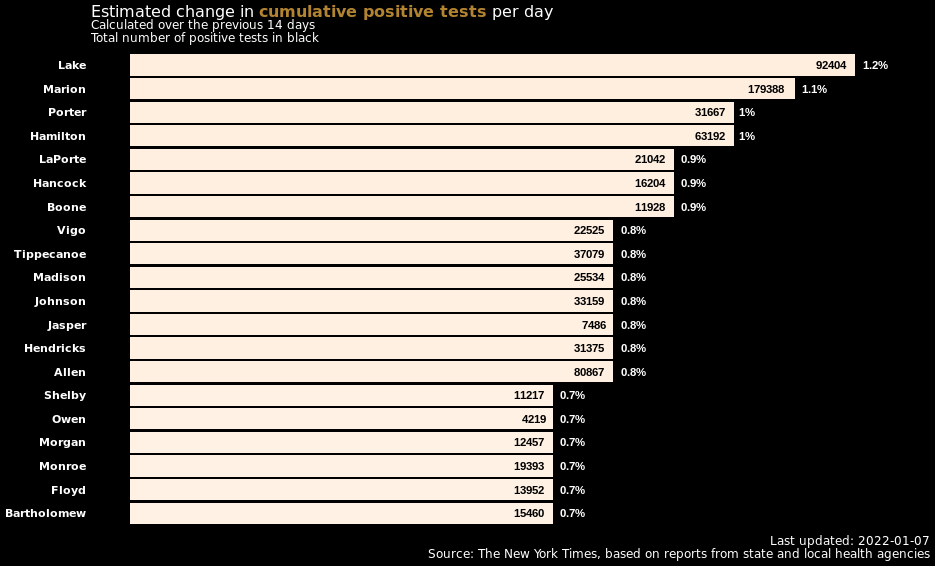 Estimated change in cumulative positive tests per day
Calculated over the previous 14 days
Total number of positive tests in black
Lake 92404 1.2%
Marion 179388 1.1%
Porter 31667 1%
Hamilton 63192 1%
LaPorte 21042 0.9%
Hancock 16204 0.9%
Boone 11928 0.9%
Vigo 22525 0.8%
Tippecanoe 37079 0.8%
Madison 25534 0.8%
Johnson 33159 0.8%
Jasper 7486 0.8%
Hendricks 31375 0.8%
Allen 80867 0.8%
Shelby 11217 0.7%
Owen 4219 0.7%
Morgan 12457 0.7%
Monroe 19393 0.7%
Floyd 13952 0.7%
Bartholomew 15460 0.7%
Last updated: 2022-01-07
Source: The New York Times, based on reports from state and local health agencies